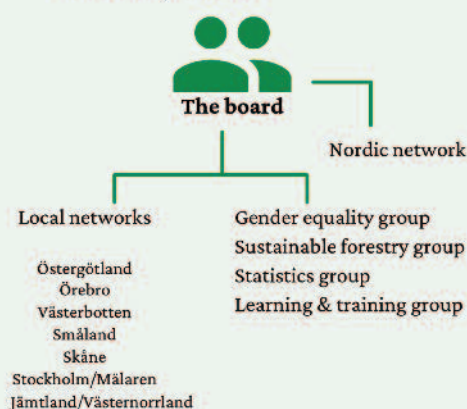 The board
Nordic network
Local networks
Östergötland
Örebro
Västerbotten
Småland
Skåne
Stockholm/Mälaren
Jämtland/Västernorrland
Gender equality group
Sustainable forestry group
Statistics group
Learning & training group